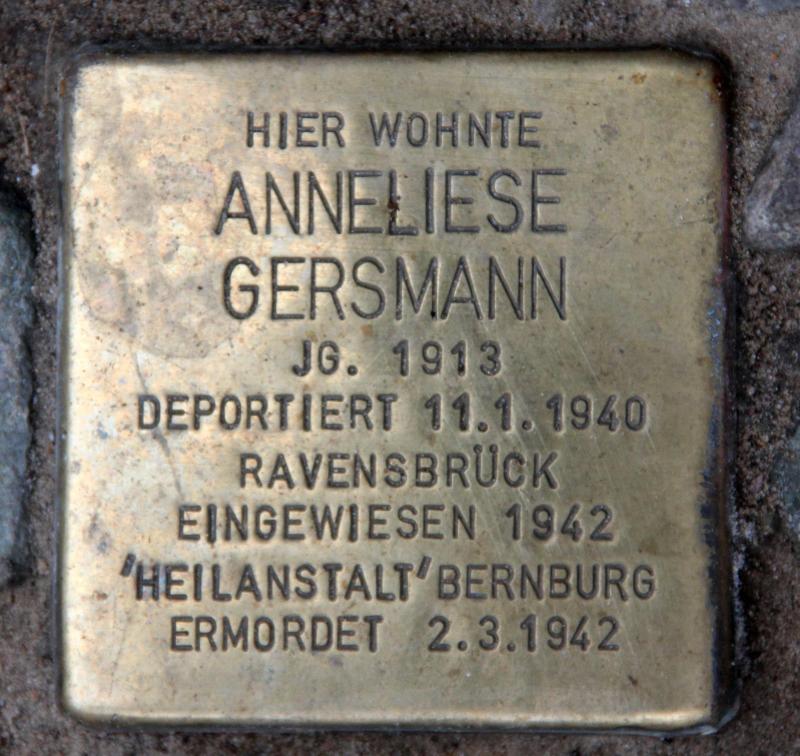 HIER WOHNTE
ANNELIESE
GERSMANN
JG. 1913
DEPORTIERT 11.1.1940
RAVENSBRÜCK
EINGEWIESEN 1942
'HEILANSTALT' BERNBURG
ERMORDET 2.3.1942